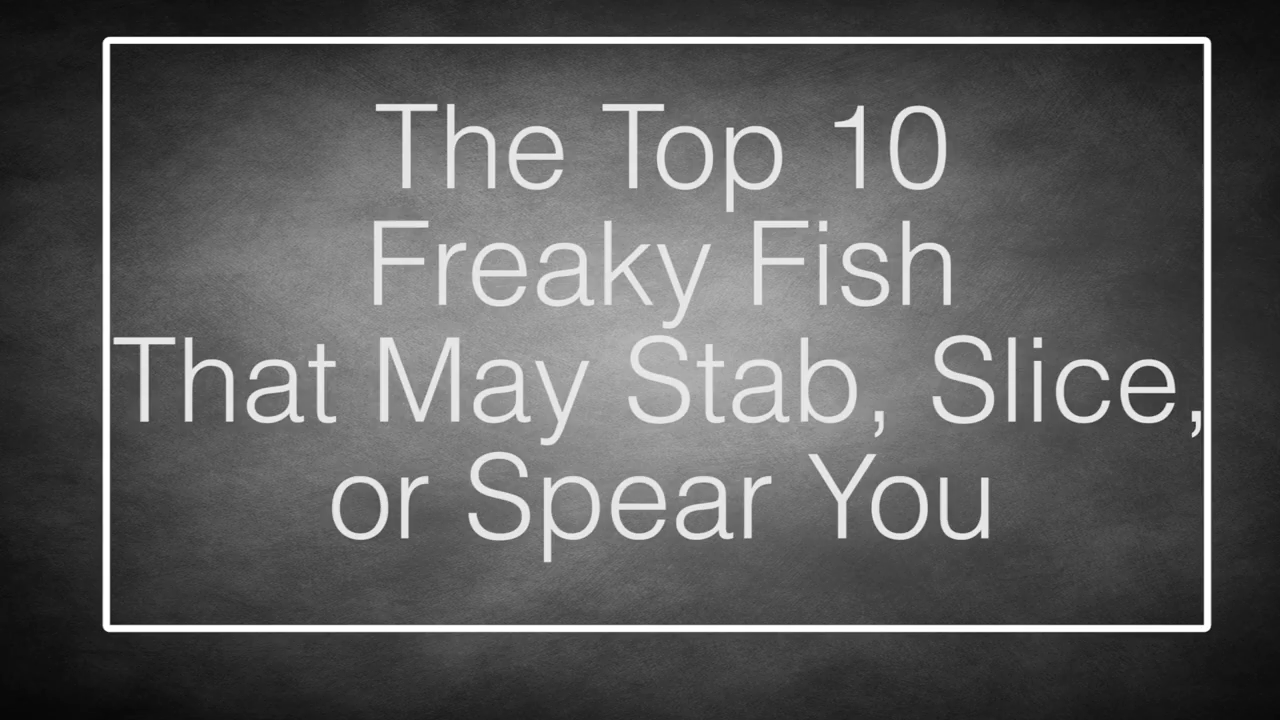 The Top 10
Freaky Fish
That May Stab, Slice,
or Spear You